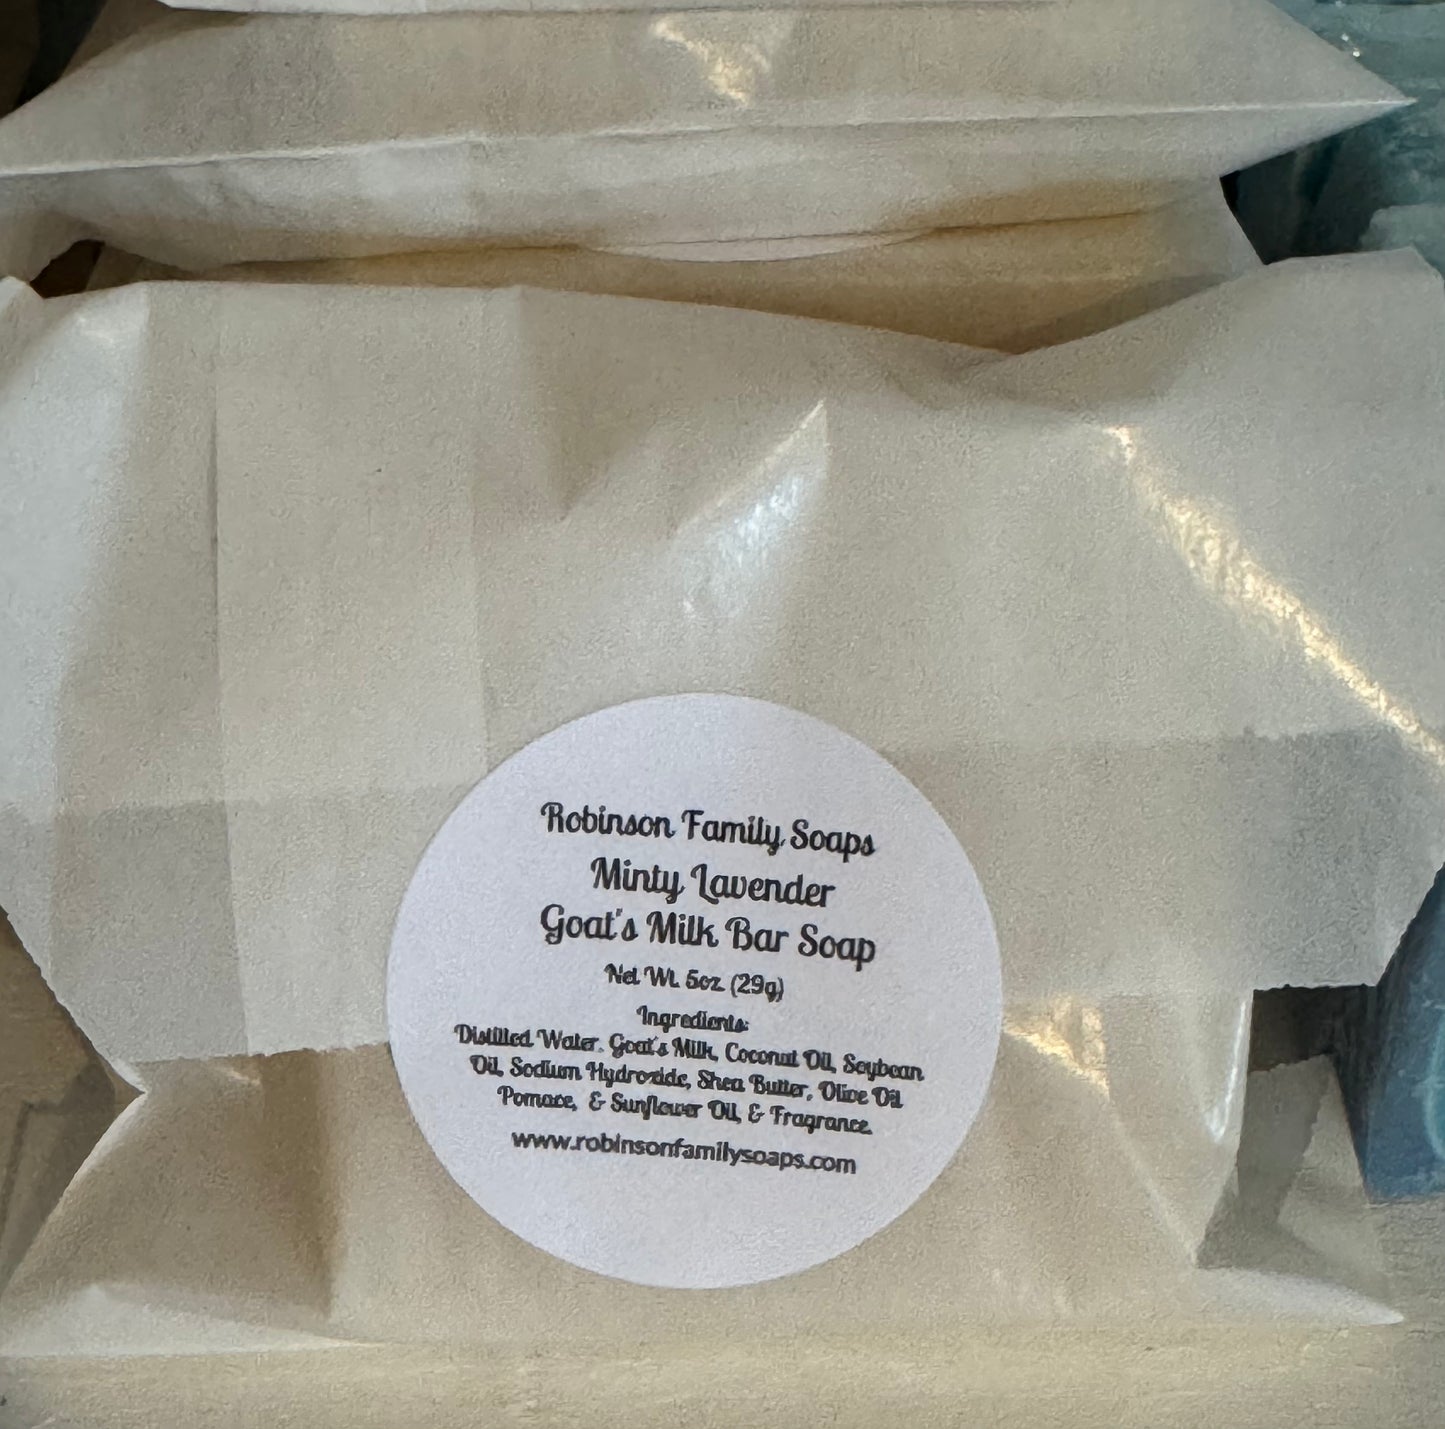 Robinson Family Soaps
Minty Lavender
Goat's Milk Bar Soap
Net Wt. 5oz. (29g)
Ingredients:
Distilled Water, Goat's Milk, Coconut Oil, Soybean
Oil, Sodium Hydroxide, Shea Butter, Olive Oil
Pomace, & Sunflower Oil, & Fragrance.
www.robinsonfamilysoaps.com